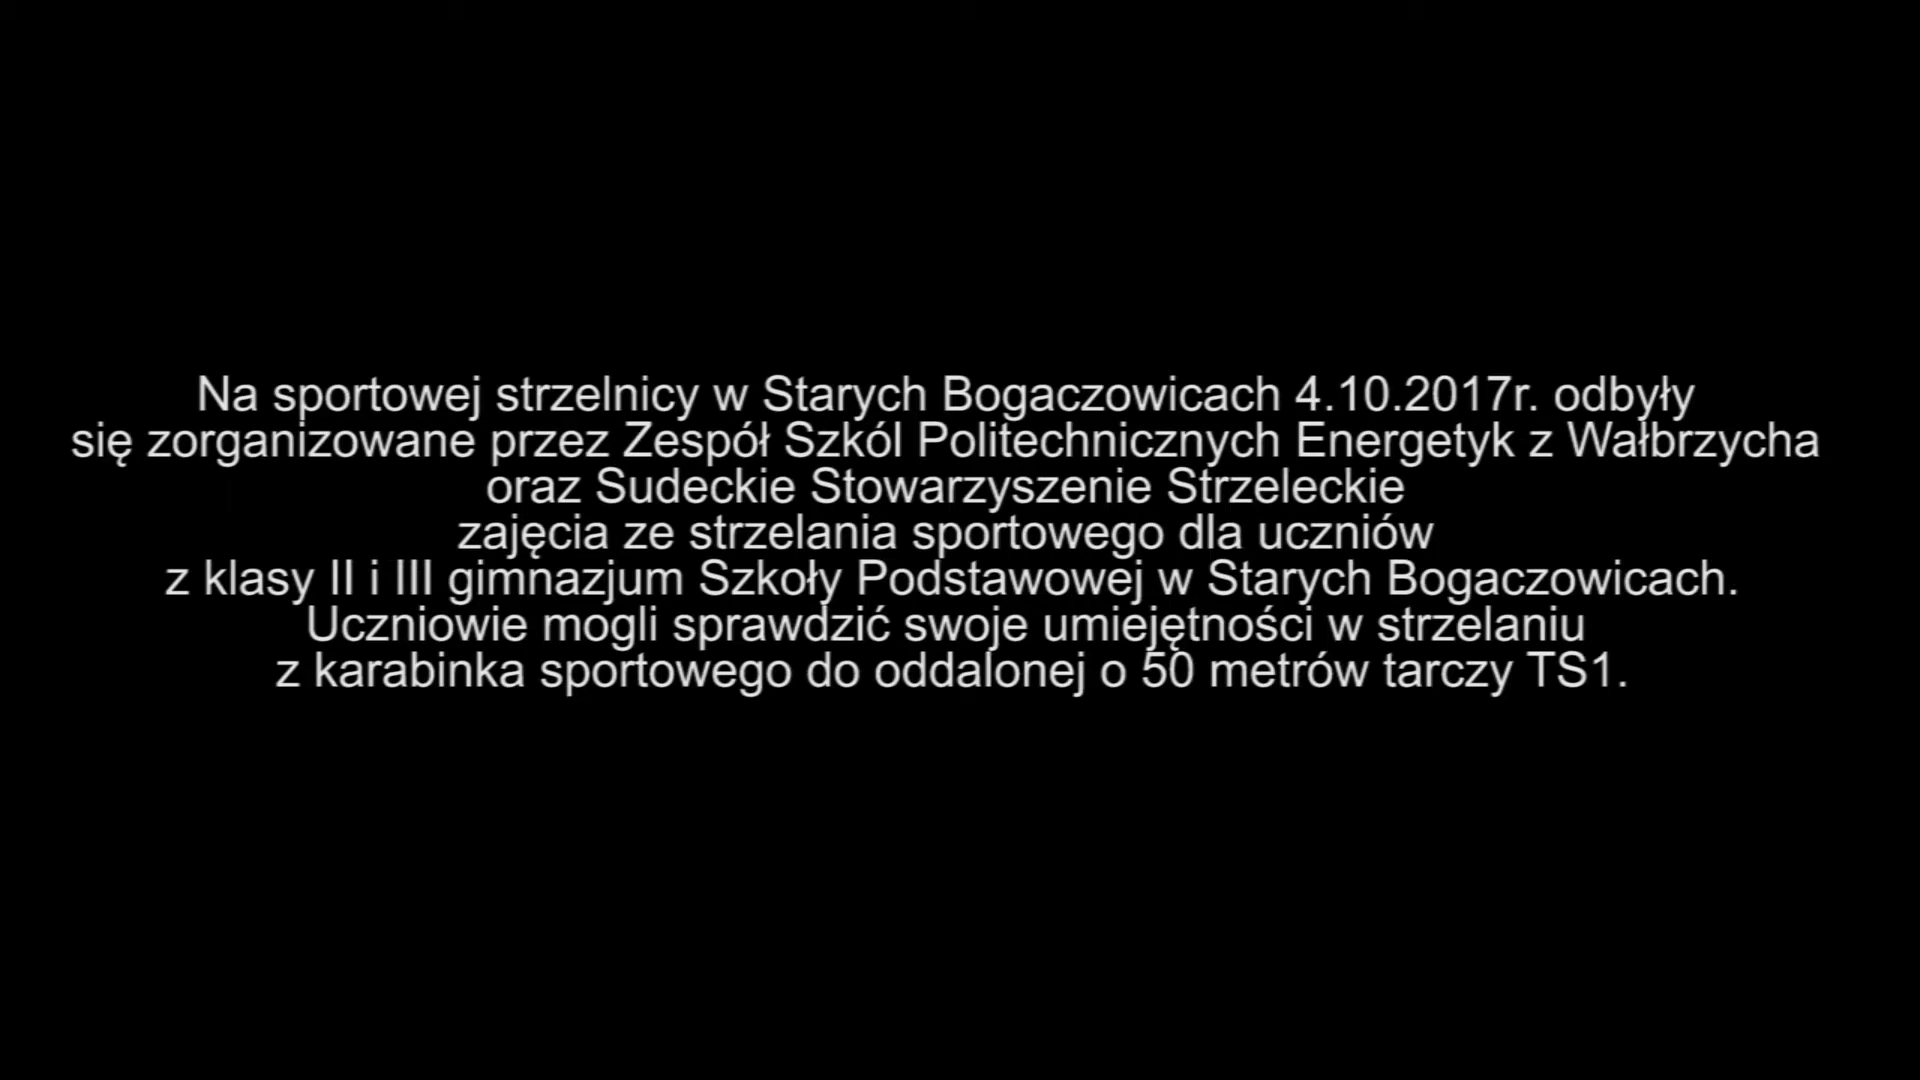 Na sportowej strzelnicy w Starych Bogaczowicach 4.10.2017r. odbyły
się zorganizowane przez Zespół Szkól Politechnicznych Energetyk z Wałbrzycha
oraz Sudeckie Stowarzyszenie Strzeleckie
zajęcia ze strzelania sportowego dla uczniów
z klasy II i III gimnazjum Szkoły Podstawowej w Starych Bogaczowicach.
Uczniowie mogli sprawdzić swoje umiejętności w strzelaniu
z karabinka sportowego do oddalonej o 50 metrów tarczy TS1.